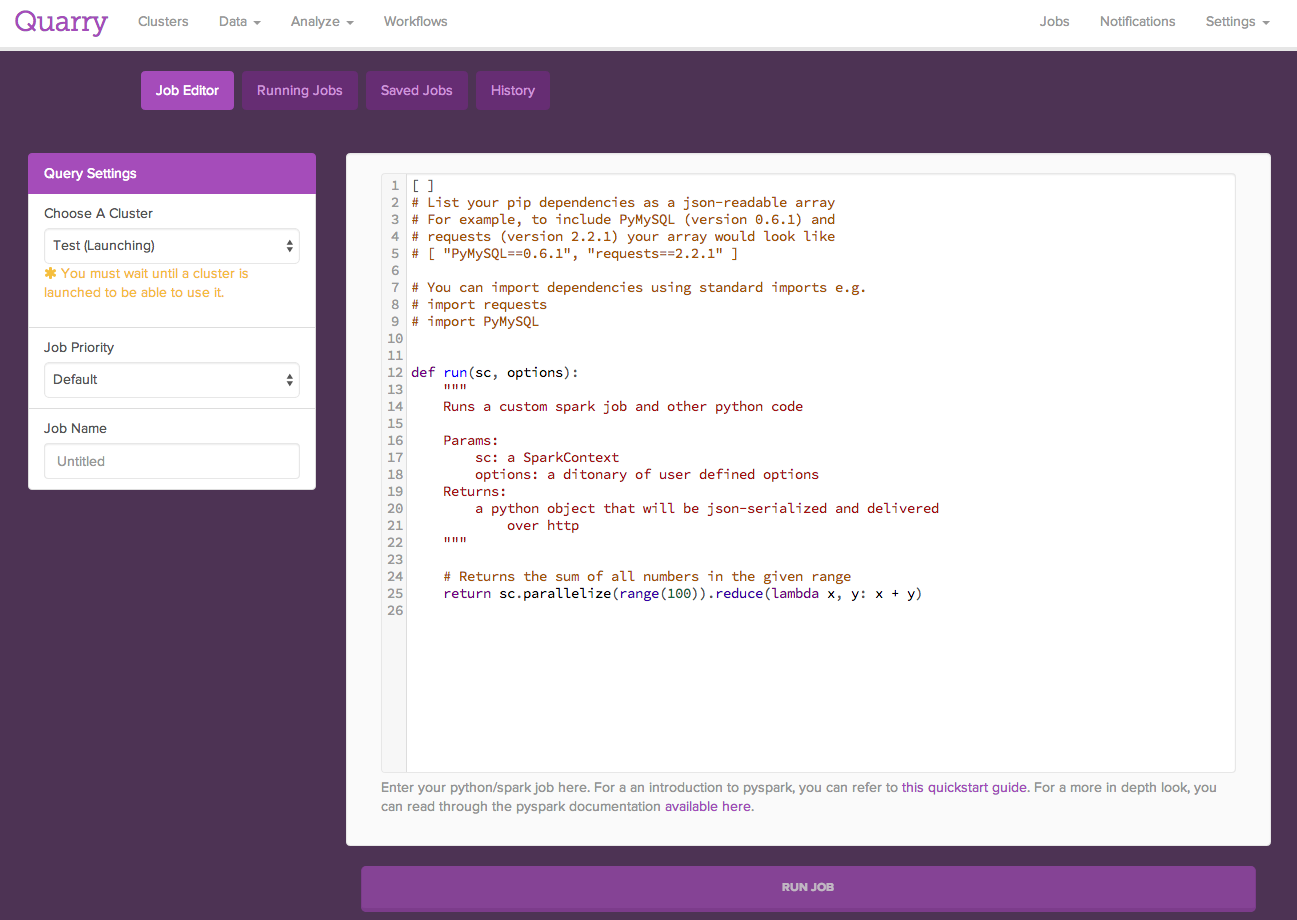 Quarry Clusters Data Analyze Workflows Jobs Notifications Settings
Job Editor Running Jobs Saved Jobs History
Query Settings
Choose A Cluster
Test (Launching)
✱ You must wait until a cluster is
launched to be able to use it.
Job Priority
Default
Job Name
Untitled
1 [ ]
2 # List your pip dependencies as a json-readable array
3 # For example, to include PyMySQL (version 0.6.1) and
4 # requests (version 2.2.1) your array would look like
5 # [ "PyMySQL==0.6.1", "requests==2.2.1" ]
6
7 # You can import dependencies using standard imports e.g.
8 # import requests
9 # import PyMySQL
10
11
12 def run(sc, options):
13     """
14     Runs a custom spark job and other python code
15
16     Params:
17         sc: a SparkContext
18         options: a ditonary of user defined options
19     Returns:
20         a python object that will be json-serialized and delivered
21             over http
22     """
23
24     # Returns the sum of all numbers in the given range
25     return sc.parallelize(range(100)).reduce(lambda x, y: x + y)
26
Enter your python/spark job here. For a an introduction to pyspark, you can refer to this quickstart guide. For a more in depth look, you
can read through the pyspark documentation available here.
RUN JOB